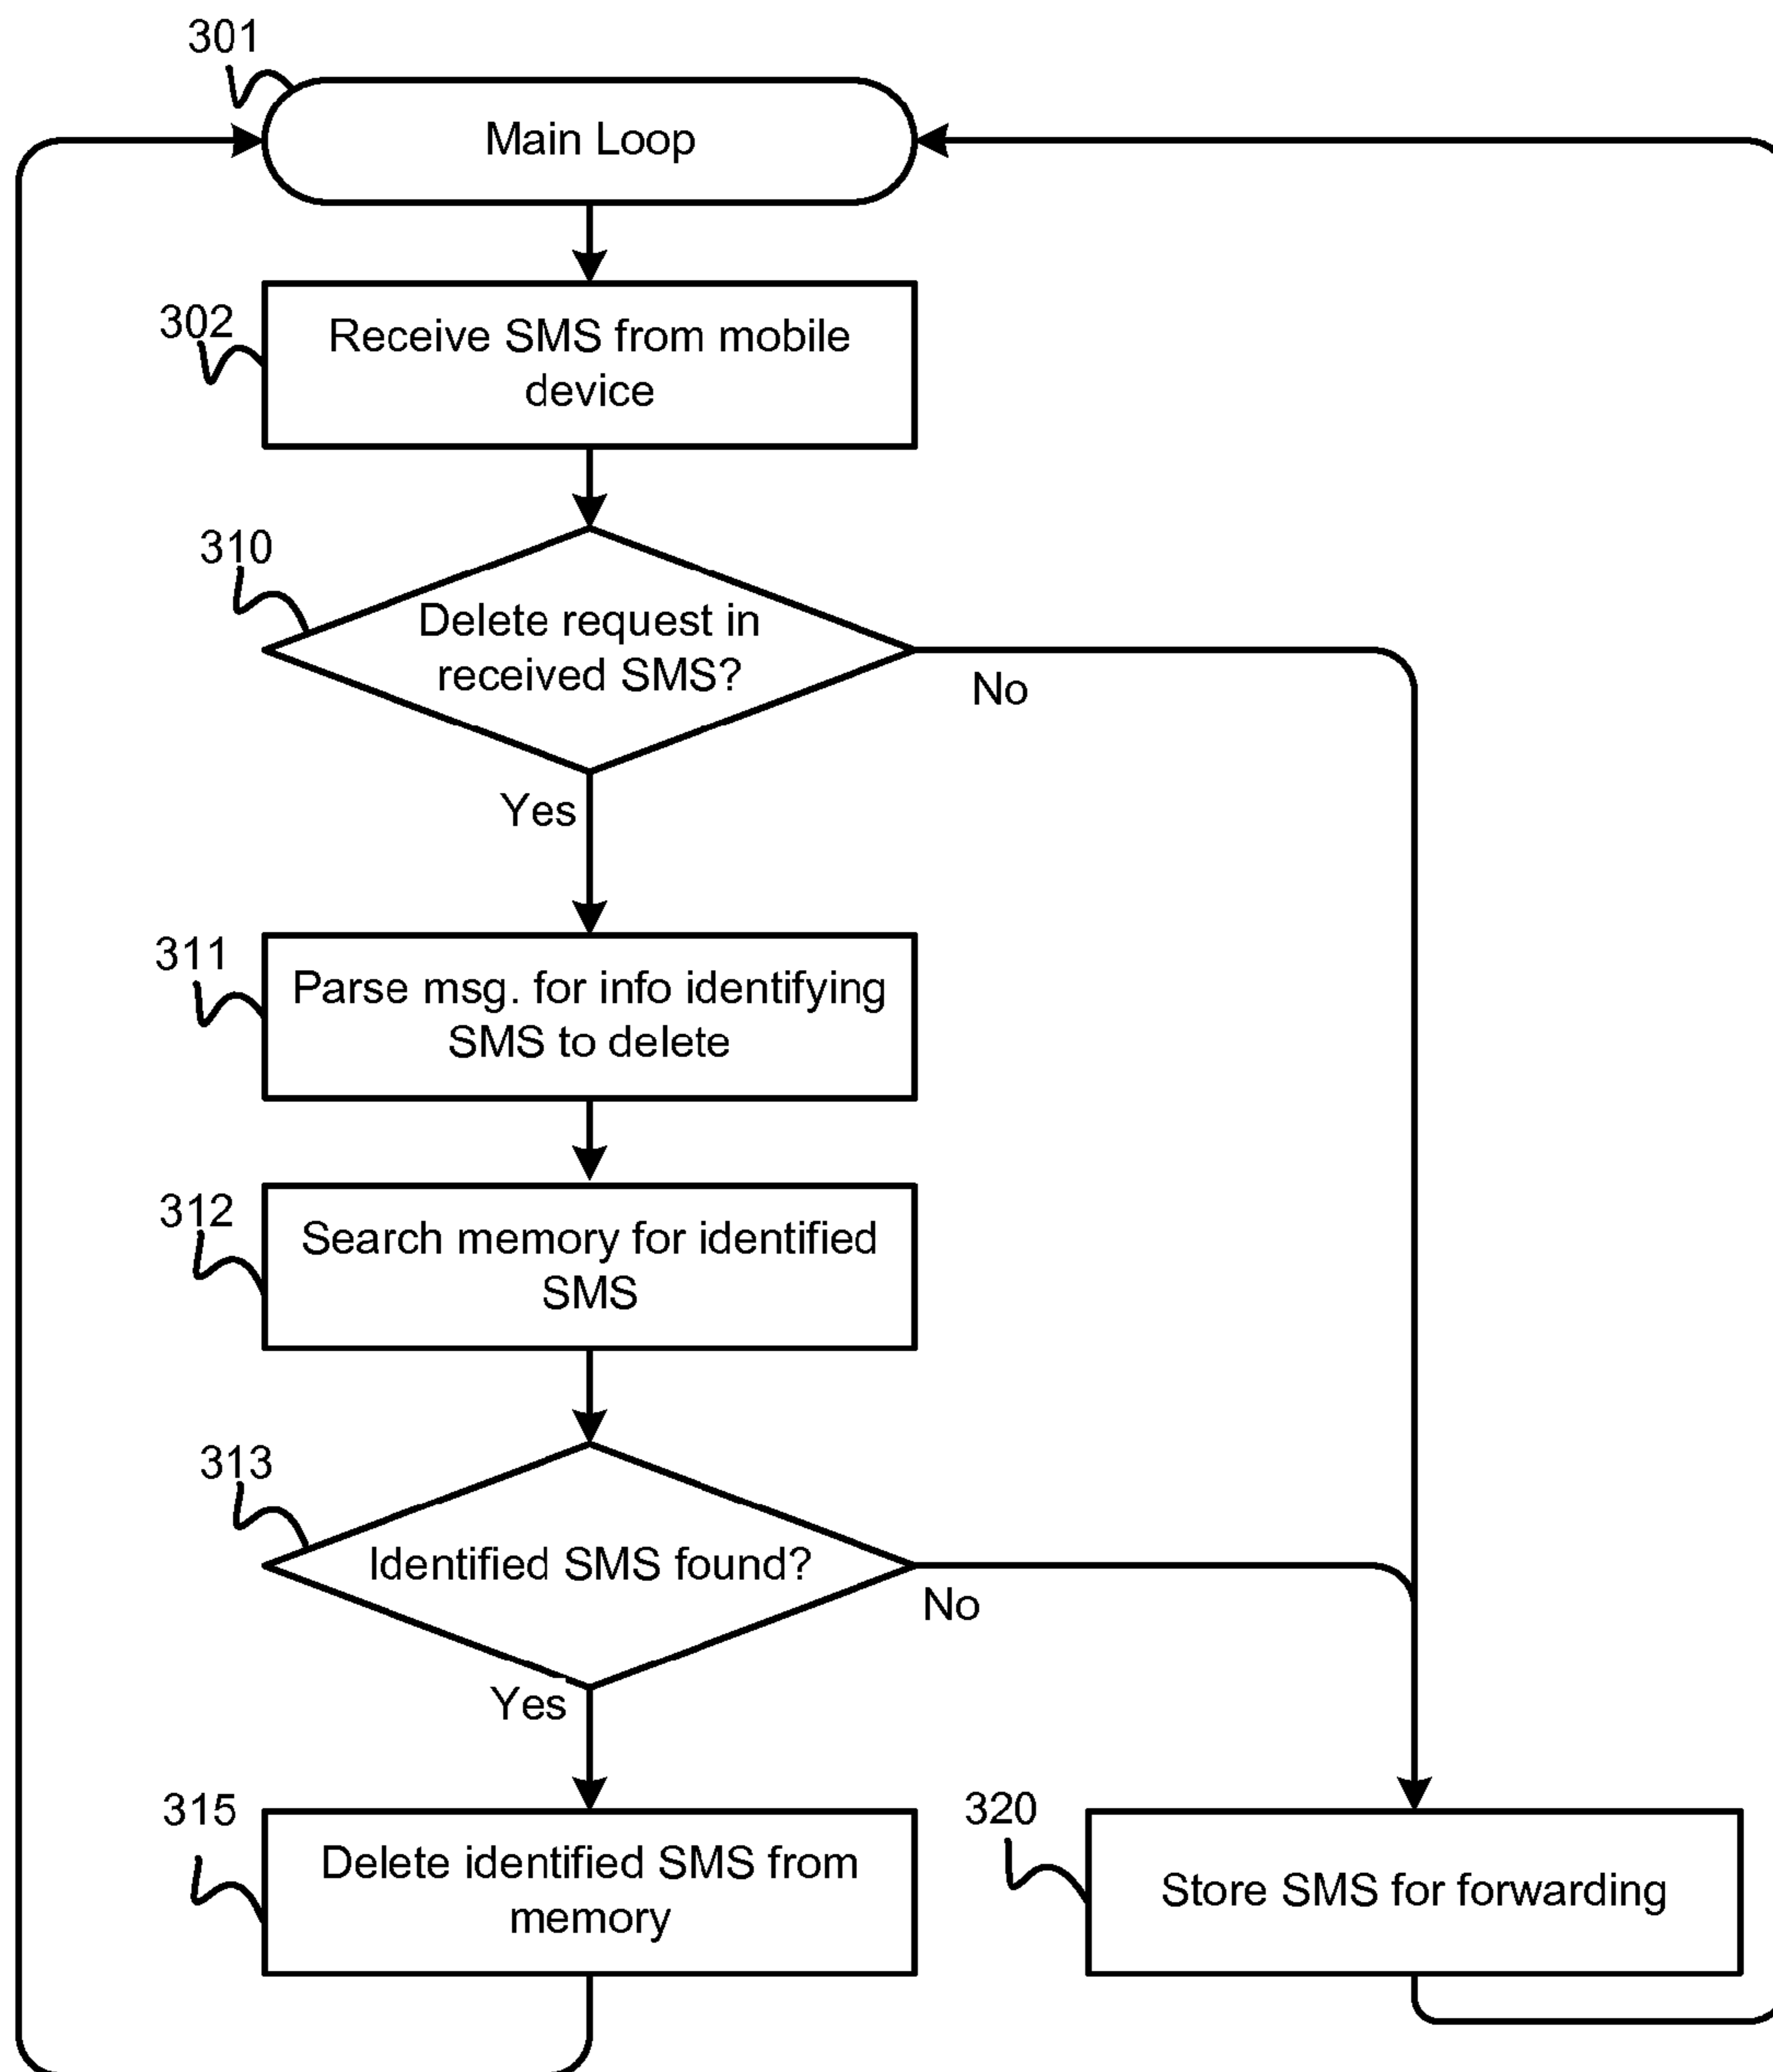 301
Main Loop
302
Receive SMS from mobile
device
310
Delete request in
received SMS?
No
Yes
311
Parse msg. for info identifying
SMS to delete
312
Search memory for identified
SMS
313
Identified SMS found?
No
Yes
315
Delete identified SMS from
memory
320
Store SMS for forwarding